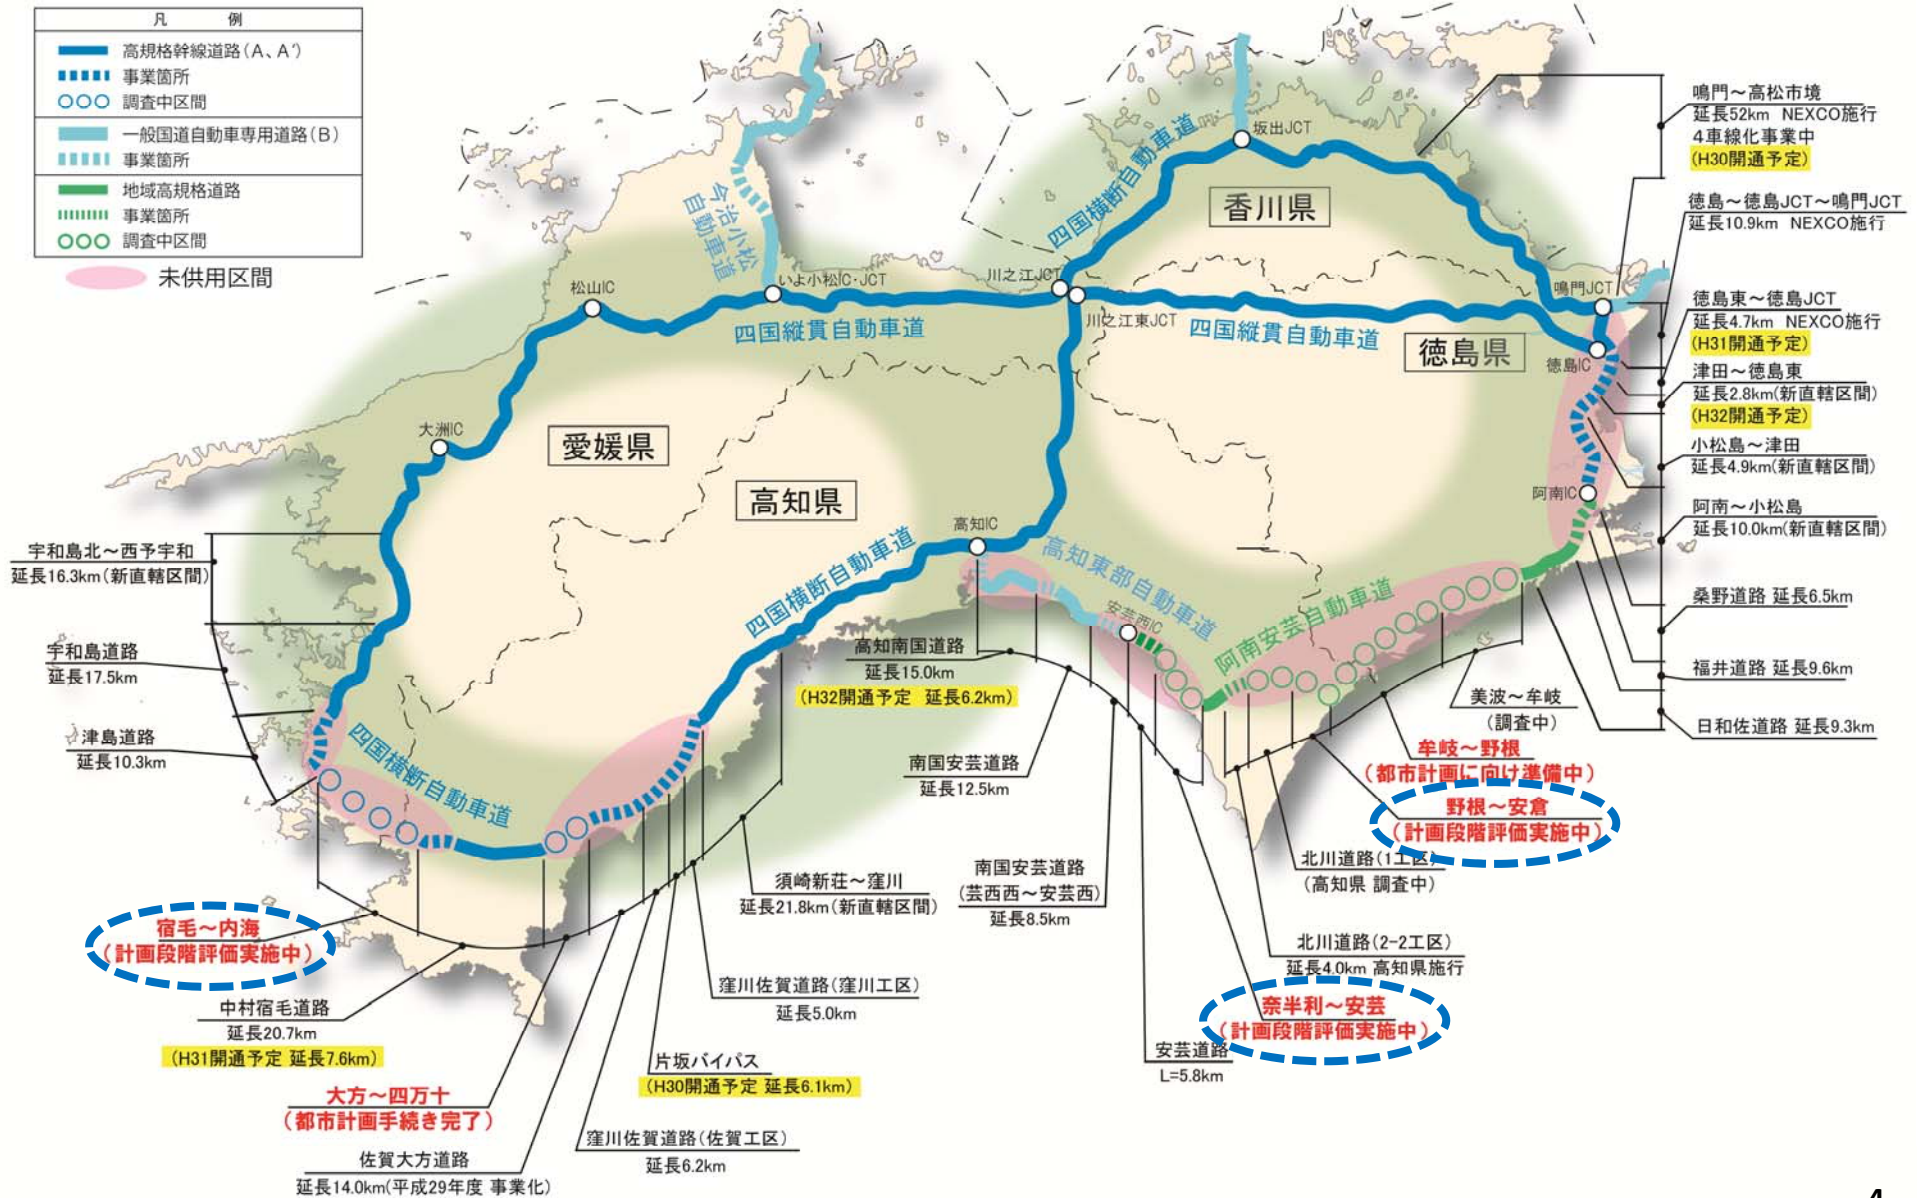 凡　例
高規格幹線道路(A、A')
事業箇所
調査中区間
一般国道自動車専用道路(B)
事業箇所
地域高規格道路
事業箇所
調査中区間
未供用区間
今治小松
自動車道
四国横断自動車道
坂出JCT
香川県
松山IC
いよ小松IC・JCT
川之江JCT
川之江東JCT
四国縦貫自動車道
四国縦貫自動車道
鳴門JCT
徳島県
徳島IC
大洲IC
愛媛県
高知県
高知IC
阿南IC
四国横断自動車道
高知東部自動車道
安芸西IC
阿南安芸自動車道
四国横断自動車道
鳴門～高松市境
延長52km NEXCO施行
4車線化事業中
(H30開通予定)
徳島～徳島JCT～鳴門JCT
延長10.9km NEXCO施行
徳島東～徳島JCT
延長4.7km NEXCO施行
(H31開通予定)
津田～徳島東
延長2.8km(新直轄区間)
(H32開通予定)
小松島～津田
延長4.9km(新直轄区間)
阿南～小松島
延長10.0km(新直轄区間)
桑野道路 延長6.5km
福井道路 延長9.6km
日和佐道路 延長9.3km
美波～牟岐
(調査中)
牟岐～野根
(都市計画に向け準備中)
野根～安倉
(計画段階評価実施中)
北川道路(1工区)
(高知県 調査中)
北川道路(2-2工区)
延長4.0km 高知県施行
奈半利～安芸
(計画段階評価実施中)
安芸道路
L=5.8km
南国安芸道路
(芸西西～安芸西)
延長8.5km
南国安芸道路
延長12.5km
高知南国道路
延長15.0km
(H32開通予定 延長6.2km)
宇和島北～西予宇和
延長16.3km(新直轄区間)
宇和島道路
延長17.5km
津島道路
延長10.3km
宿毛～内海
(計画段階評価実施中)
中村宿毛道路
延長20.7km
(H31開通予定 延長7.6km)
大方～四万十
(都市計画手続き完了)
佐賀大方道路
延長14.0km(平成29年度 事業化)
窪川佐賀道路(佐賀工区)
延長6.2km
片坂バイパス
(H30開通予定 延長6.1km)
窪川佐賀道路(窪川工区)
延長5.0km
須崎新荘～窪川
延長21.8km(新直轄区間)
4